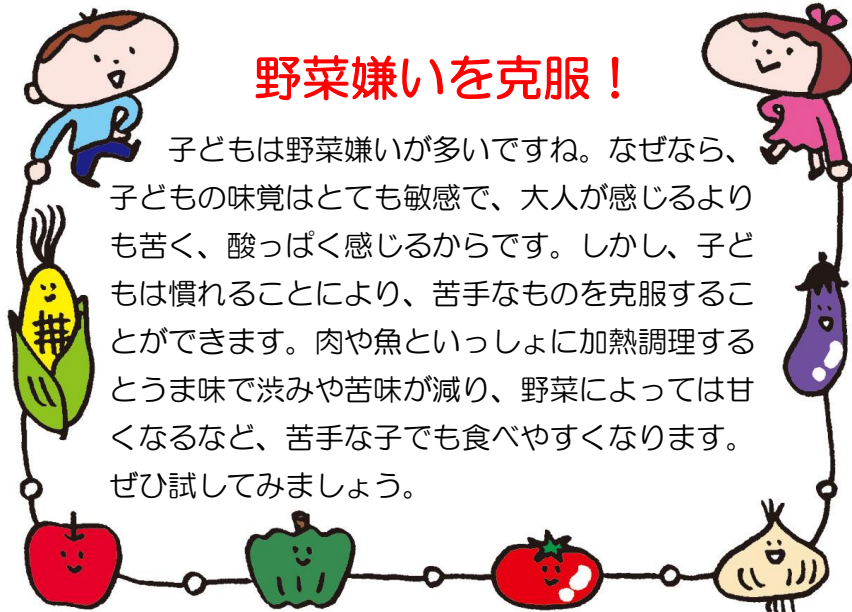 野菜嫌いを克服！
　子どもは野菜嫌いが多いですね。なぜなら、
子どもの味覚はとても敏感で、大人が感じるより
も苦く、酸っぱく感じるからです。しかし、子ど
もは慣れることにより、苦手なものを克服するこ
とができます。肉や魚といっしょに加熱調理する
とうま味で渋みや苦味が減り、野菜によっては甘
くなるなど、苦手な子でも食べやすくなります。
ぜひ試してみましょう。